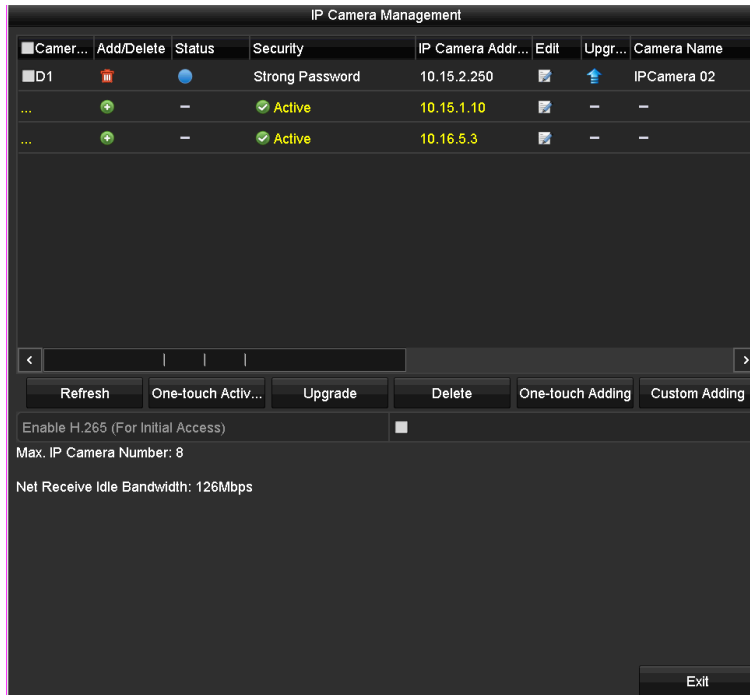 IP Camera Management
Camer... Add/Delete Status Security IP Camera Addr... Edit Upgr... Camera Name
D1 Strong Password 10.15.2.250 IPCamera 02
... – Active 10.15.1.10 – –
... – Active 10.16.5.3 – –
Refresh One-touch Activ... Upgrade Delete One-touch Adding Custom Adding
Enable H.265 (For Initial Access)
Max. IP Camera Number: 8
Net Receive Idle Bandwidth: 126Mbps
Exit